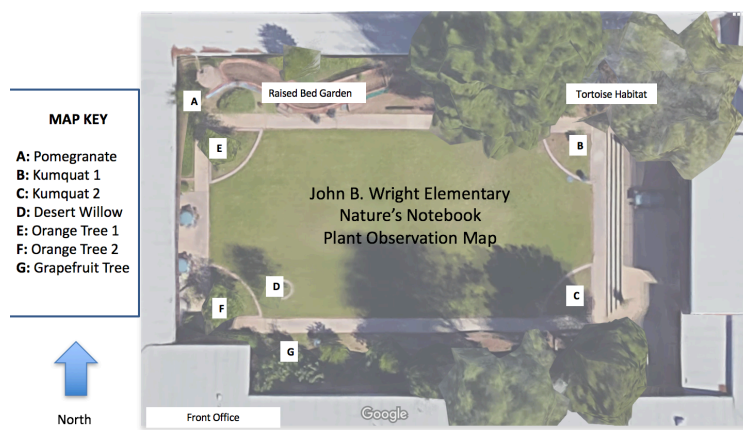 MAP KEY
A: Pomegranate
B: Kumquat 1
C: Kumquat 2
D: Desert Willow
E: Orange Tree 1
F: Orange Tree 2
G: Grapefruit Tree
North
Raised Bed Garden
Tortoise Habitat
A
E
B
John B. Wright Elementary
Nature's Notebook
Plant Observation Map
D
C
F
G
Front Office
Google